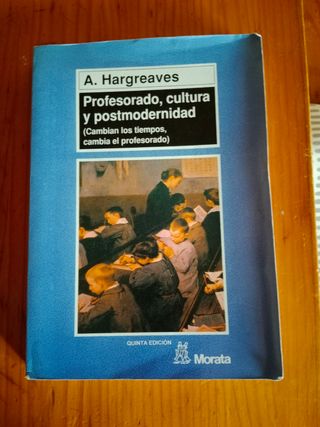 A. Hargreaves
Profesorado, cultura
y postmodernidad
(Cambian los tiempos,
cambia el profesorado)
QUINTA EDICIÓN
Morata